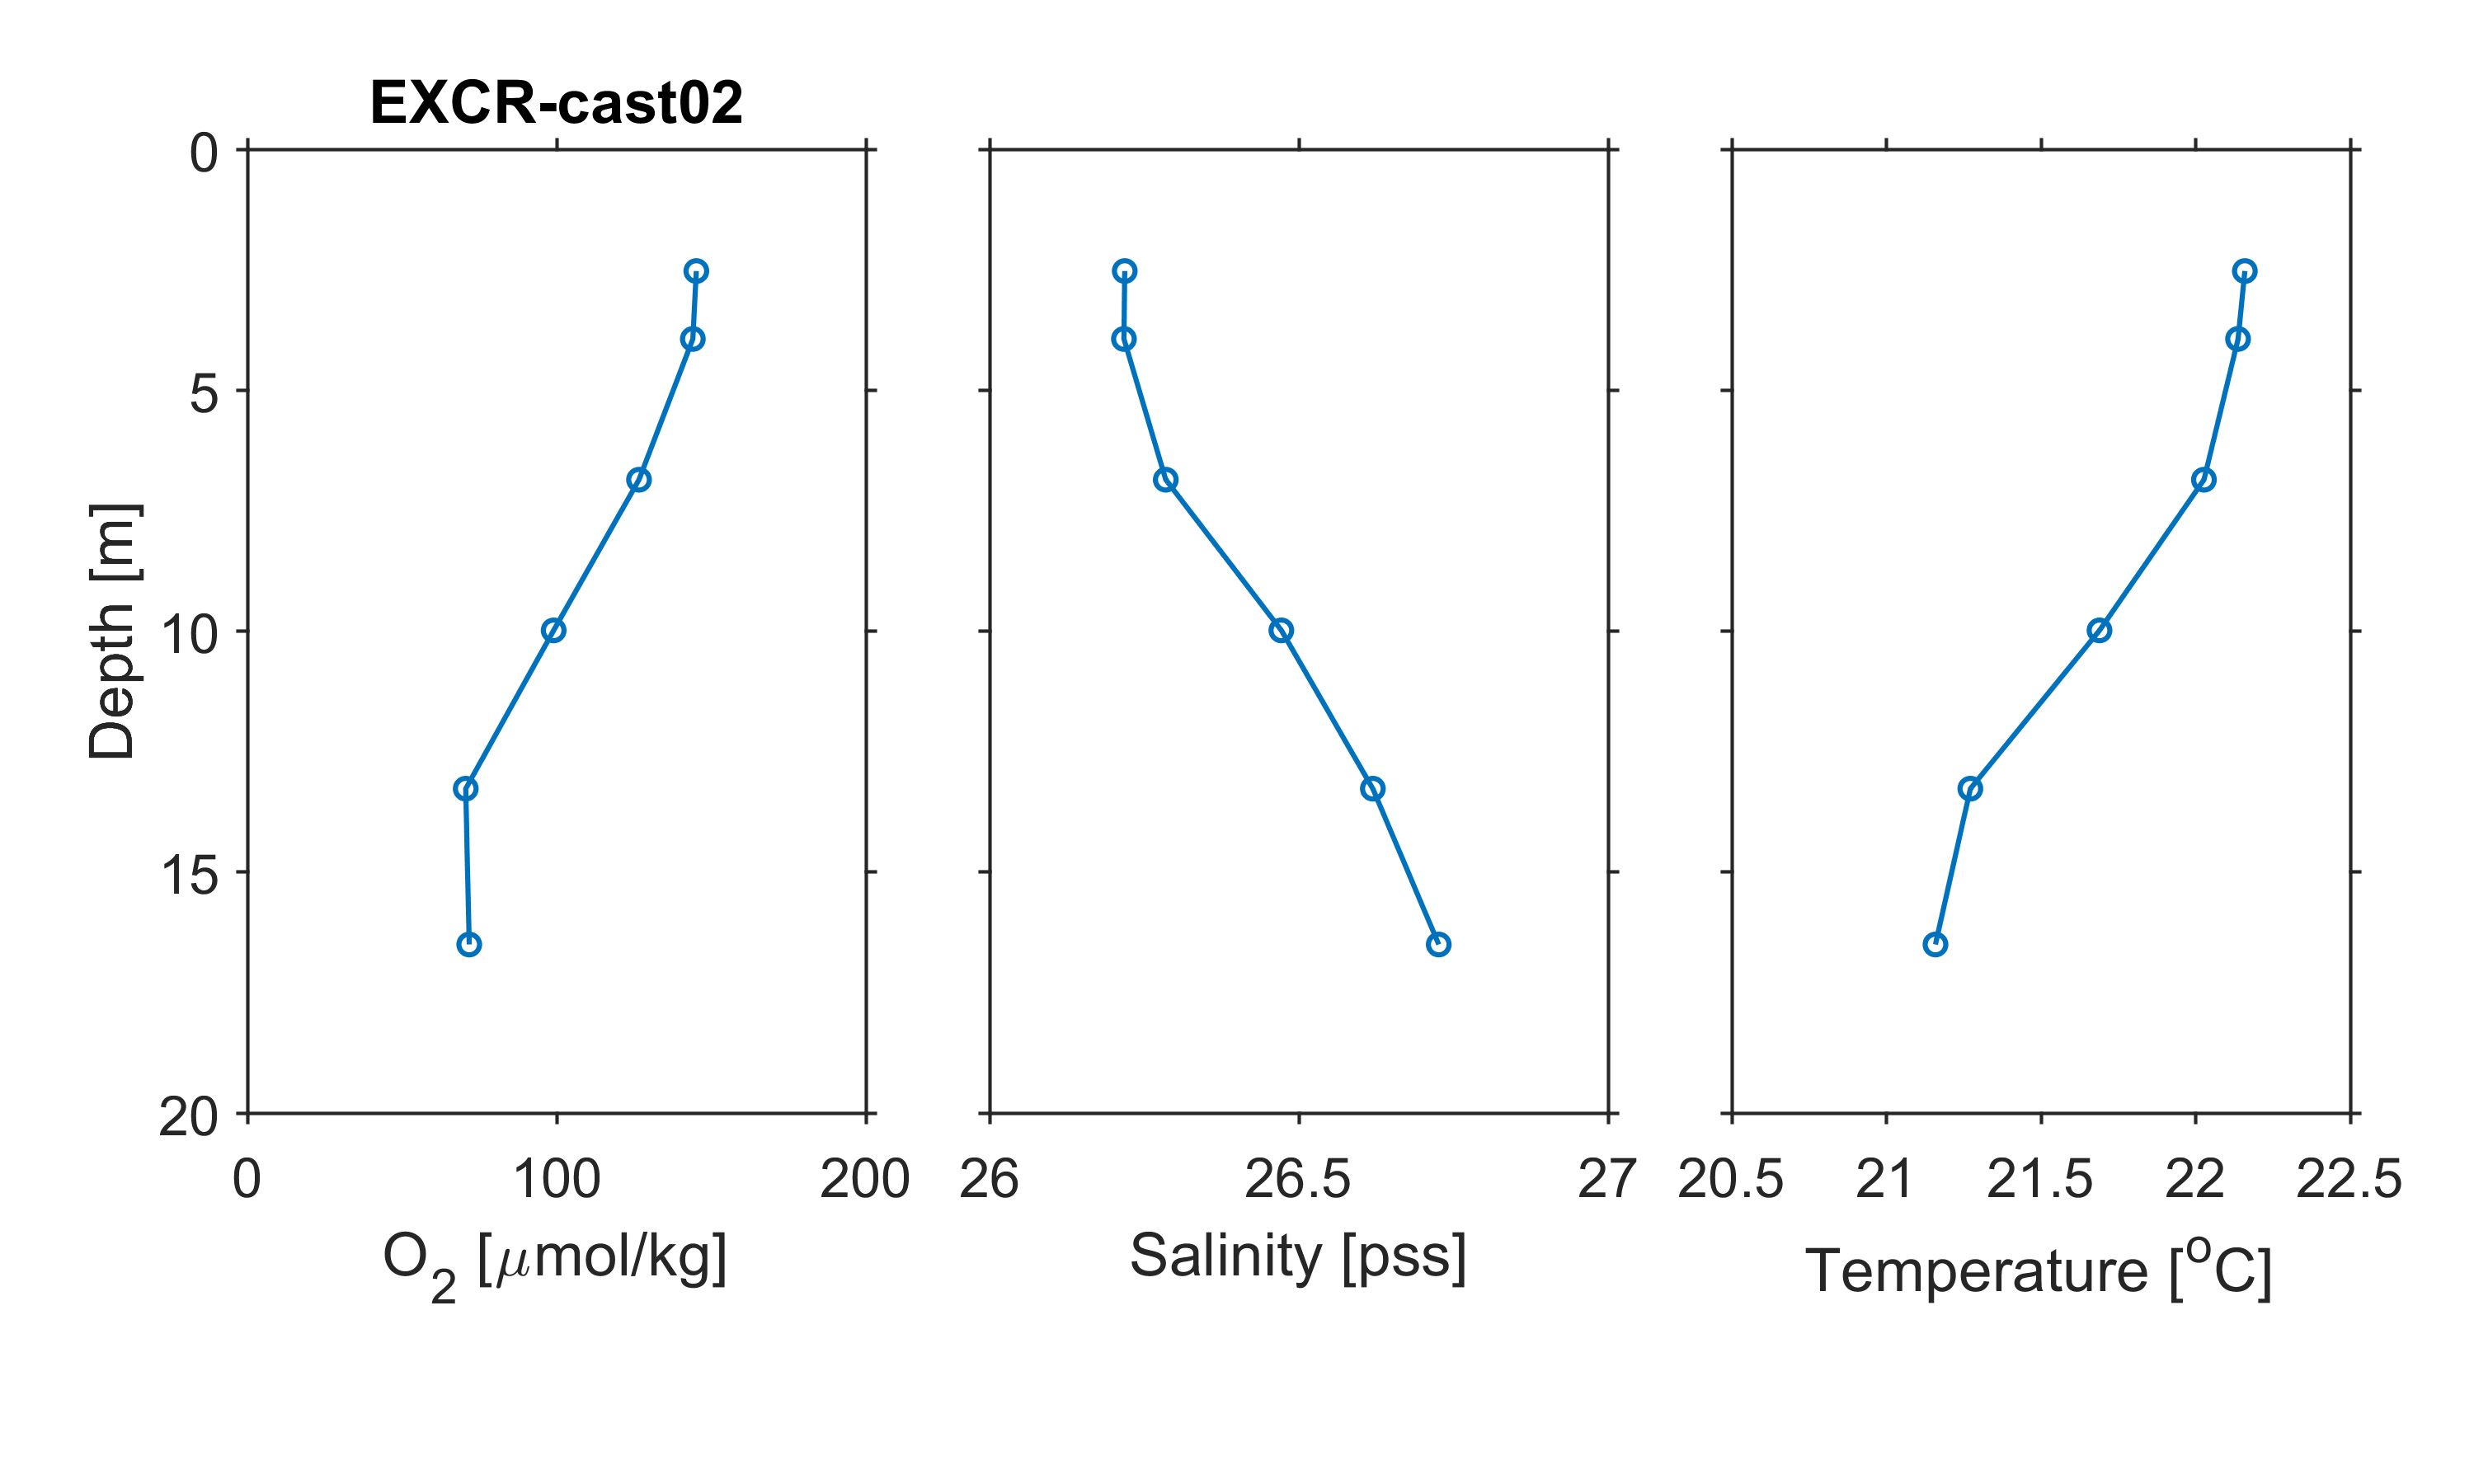 EXCR-cast02
0
5
10
15
20
Depth [m]
0 100 200
O2 [μmol/kg]
26 26.5 27
Salinity [pss]
20.5 21 21.5 22 22.5
Temperature [oC]